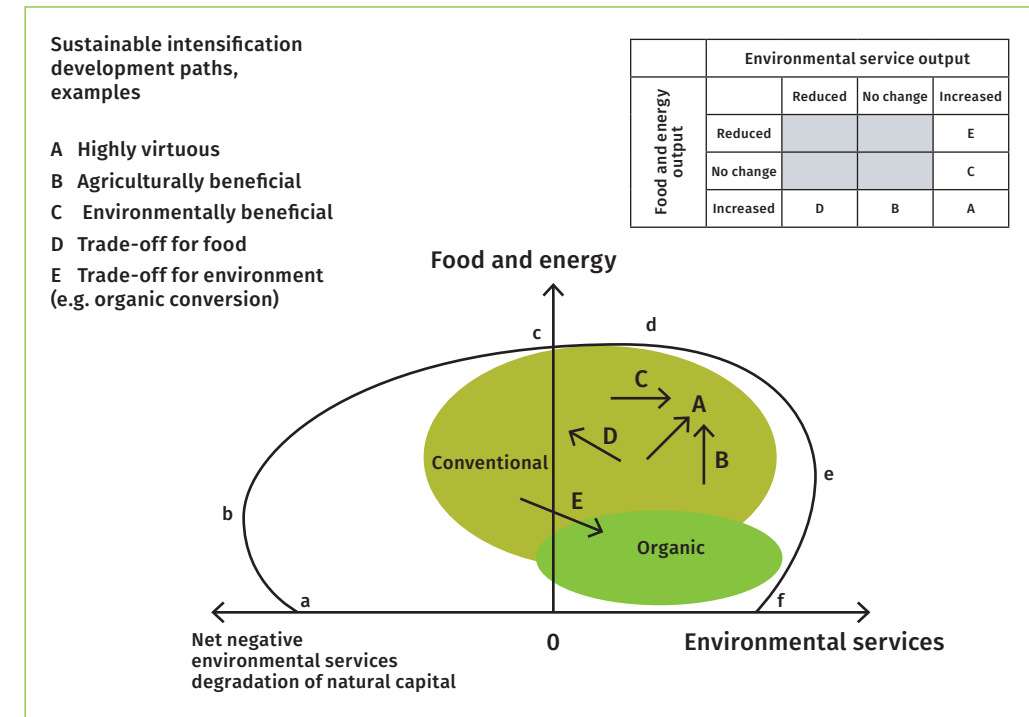 Sustainable intensification
development paths,
examples
A Highly virtuous
B Agriculturally beneficial
C Environmentally beneficial
D Trade-off for food
E Trade-off for environment
(e.g. organic conversion)
Environmental service output
Food and energy
output
Reduced No change Increased
Reduced E
No change C
Increased D B A
Food and energy
c
d
C
A
D
B
Conventional
e
E
b
Organic
a
f
Net negative
environmental services
degradation of natural capital
0
Environmental services